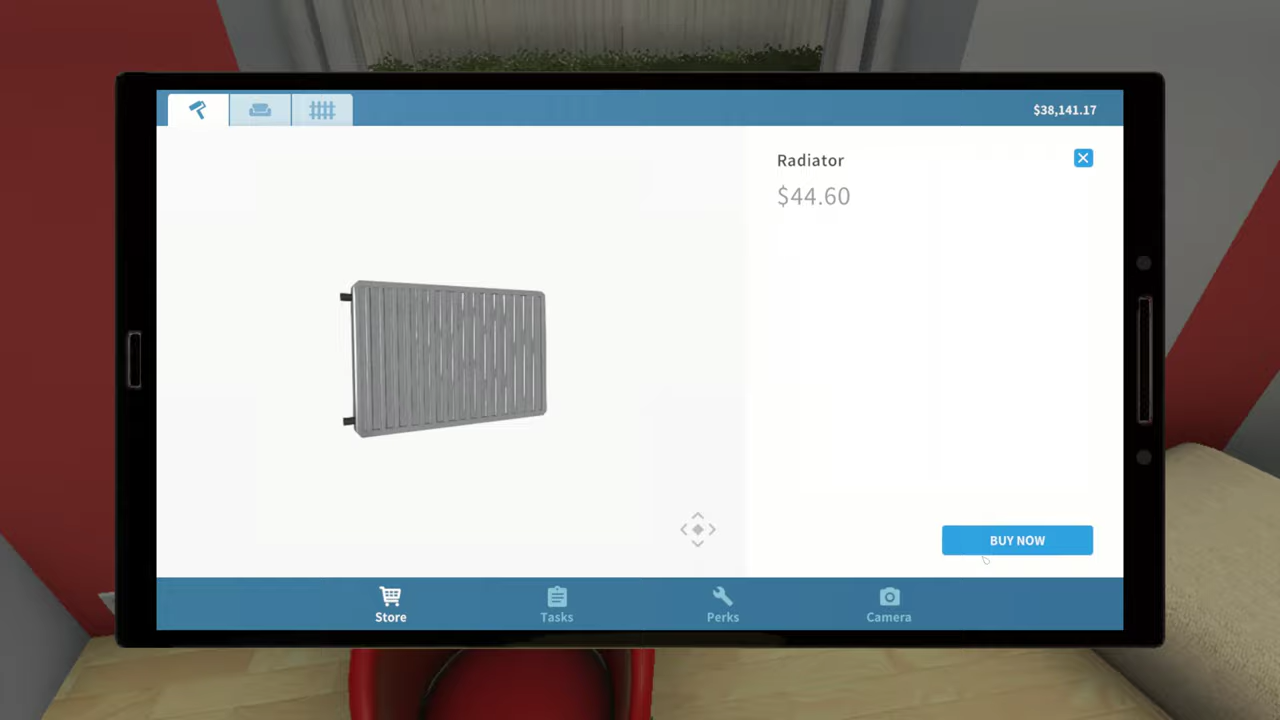 $38,141.17
Radiator
$44.60
BUY NOW
Store
Tasks
Perks
Camera